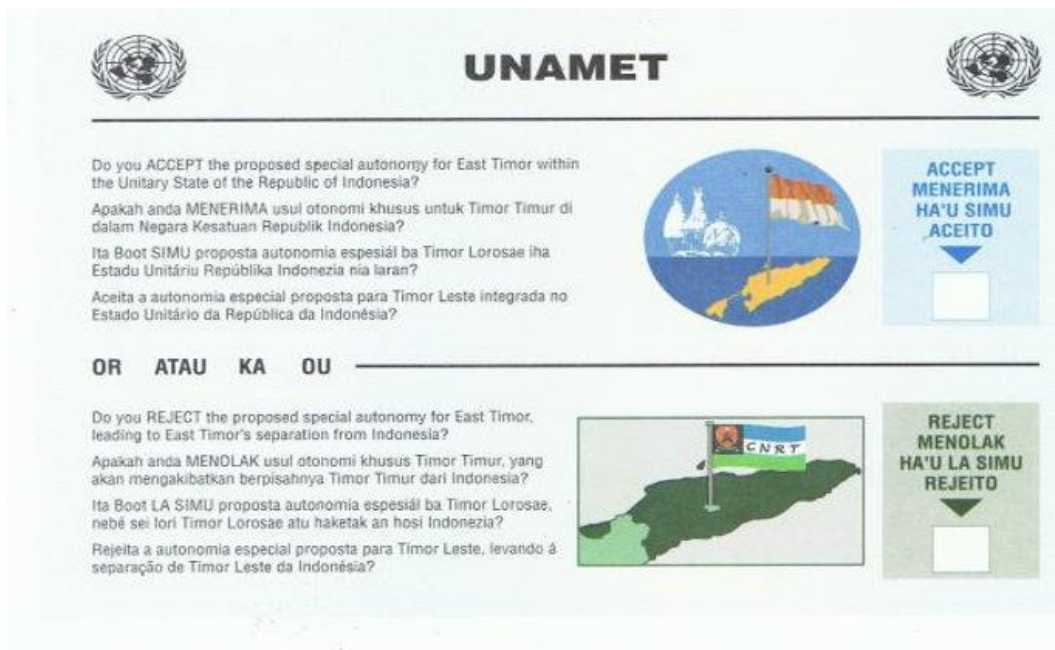 UNAMET
Do you ACCEPT the proposed special autonomy for East Timor within
the Unitary State of the Republic of Indonesia?
Apakah anda MENERIMA usul otonomi khusus untuk Timor Timur di
dalam Negara Kesatuan Republik Indonesia?
Ita Boot SIMU proposta autonomia espesiál ba Timor Lorosae iha
Estadu Unitáriu Repúblika Indonezia nia laran?
Aceita a autonomia especial proposta para Timor Leste integrada no
Estado Unitário da República da Indonésia?
ACCEPT
MENERIMA
HA'U SIMU
ACEITO
OR ATAU KA OU
Do you REJECT the proposed special autonomy for East Timor,
leading to East Timor's separation from Indonesia?
Apakah anda MENOLAK usul otonomi khusus Timor Timur, yang
akan mengakibatkan berpisahnya Timor Timur dari Indonesia?
Ita Boot LA SIMU proposta autonomia espesiál ba Timor Lorosae,
nebé sei lori Timor Lorosae atu haketak an hosi Indonezia?
Rejeita a autonomia especial proposta para Timor Leste, levando á
separação de Timor Leste da Indonésia?
CNRT
REJECT
MENOLAK
HA'U LA SIMU
REJEITO